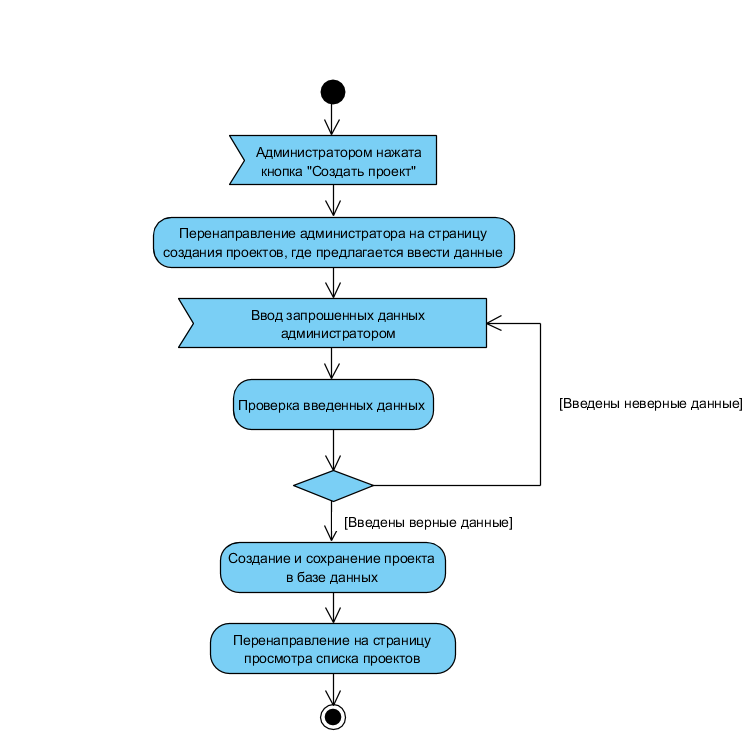 Администратором нажата
кнопка "Создать проект"
Перенаправление администратора на страницу
создания проектов, где предлагается ввести данные
Ввод запрошенных данных
администратором
[Введены неверные данные]
Проверка введенных данных
[Введены верные данные]
Создание и сохранение проекта
в базе данных
Перенаправление на страницу
просмотра списка проектов